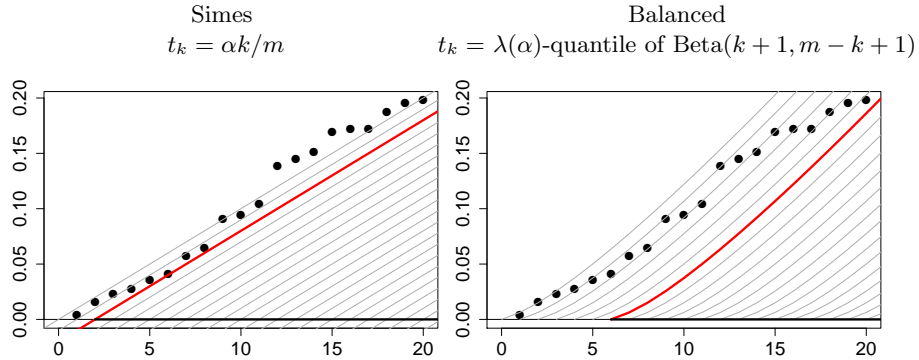 Simes
t_k = αk/m
Balanced
t_k = λ(α)-quantile of Beta(k + 1, m − k + 1)
0.20
0.15
0.10
0.05
0.00
0 5 10 15 20
0.20
0.15
0.10
0.05
0.00
0 5 10 15 20